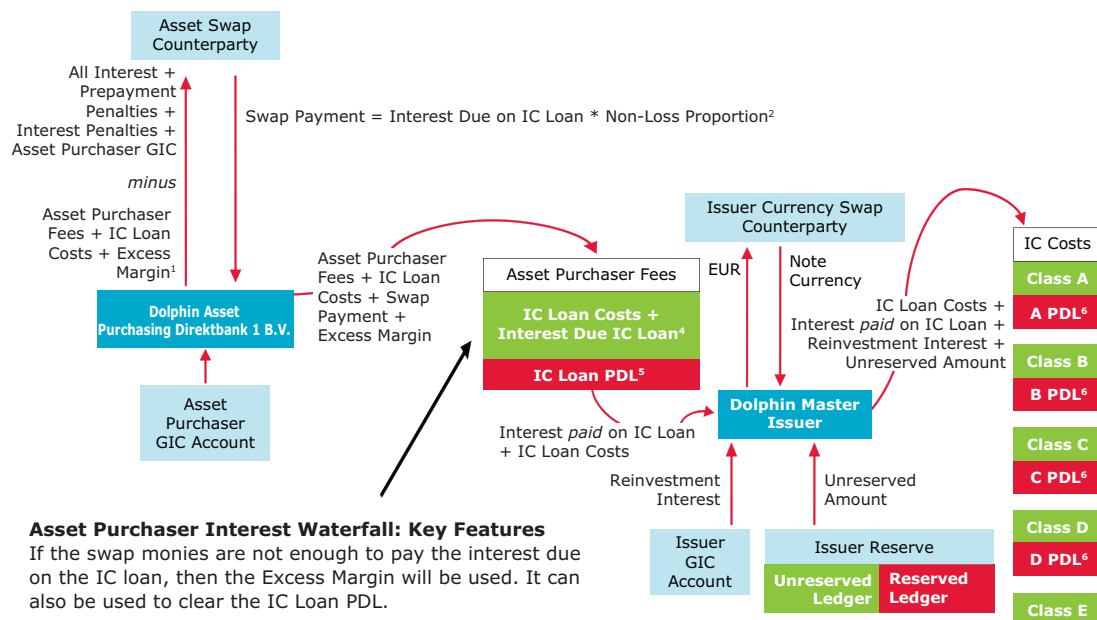 Asset Swap
Counterparty
All Interest +
Prepayment
Penalties +
Interest Penalties +
Asset Purchaser GIC
minus
Asset Purchaser
Fees + IC Loan
Costs + Excess
Margin¹
Swap Payment = Interest Due on IC Loan * Non-Loss Proportion²
Dolphin Asset
Purchasing Direktbank 1 B.V.
Asset
Purchaser
GIC Account
Asset Purchaser
Fees + IC Loan
Costs + Swap
Payment +
Excess Margin
Asset Purchaser Fees
IC Loan Costs +
Interest Due IC Loan⁴
IC Loan PDL⁵
Interest paid on IC Loan
+ IC Loan Costs
Issuer Currency Swap
Counterparty
EUR
Note
Currency
Dolphin Master
Issuer
Reinvestment
Interest
Unreserved
Amount
Issuer
GIC
Account
Issuer Reserve
Unreserved
Ledger
Reserved
Ledger
IC Loan Costs +
Interest paid on IC Loan +
Reinvestment Interest +
Unreserved Amount
IC Costs
Class A
A PDL⁶
Class B
B PDL⁶
Class C
C PDL⁶
Class D
D PDL⁶
Class E
Asset Purchaser Interest Waterfall: Key Features
If the swap monies are not enough to pay the interest due
on the IC loan, then the Excess Margin will be used. It can
also be used to clear the IC Loan PDL.